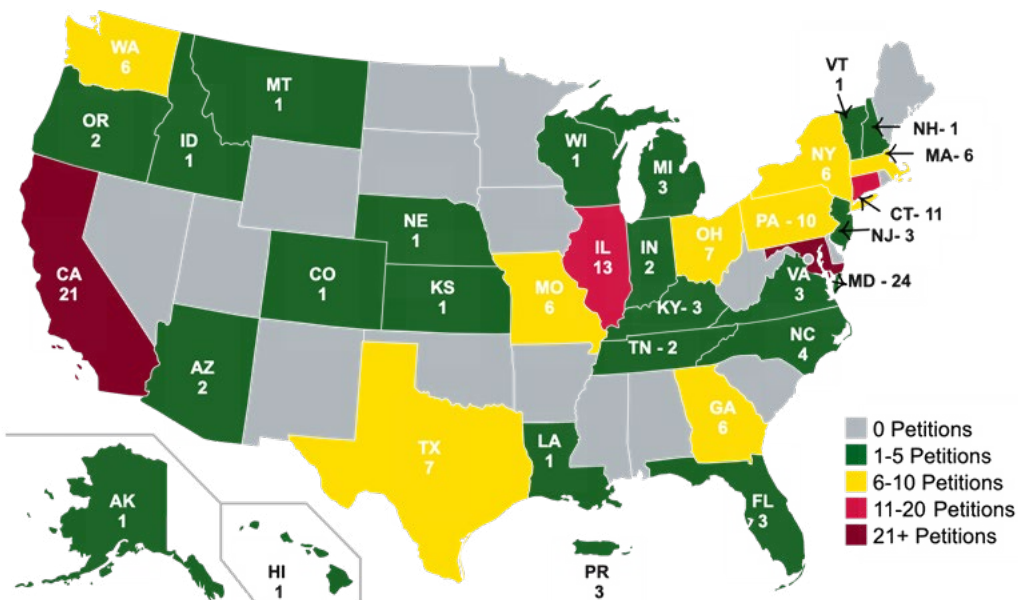 WA
6
MT
1
VT
1
OR
2
ID
1
NH- 1
WI
1
MA- 6
NY
6
MI
3
NE
1
CT- 11
PA - 10
NJ- 3
OH
7
IL
13
IN
2
CA
21
CO
1
KS
1
MO
6
VA
3
MD - 24
KY- 3
NC
4
TN - 2
AZ
2
GA
6
0 Petitions
1-5 Petitions
6-10 Petitions
11-20 Petitions
21+ Petitions
TX
7
LA
1
FL
3
AK
1
HI
1
PR
3